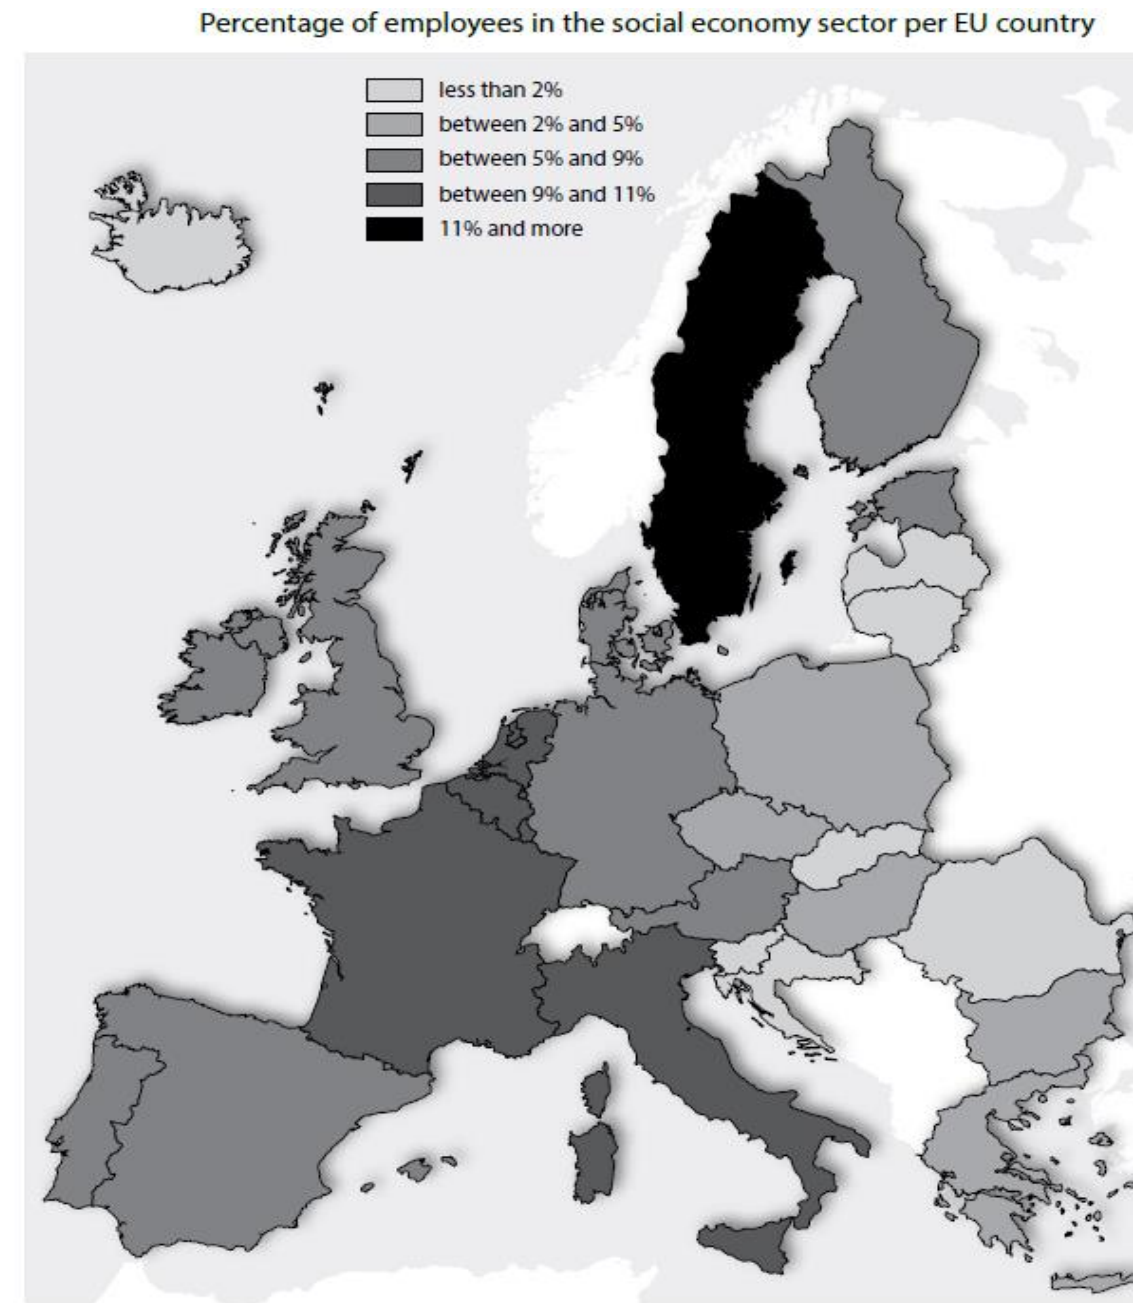 Percentage of employees in the social economy sector per EU country
less than 2%
between 2% and 5%
between 5% and 9%
between 9% and 11%
11% and more